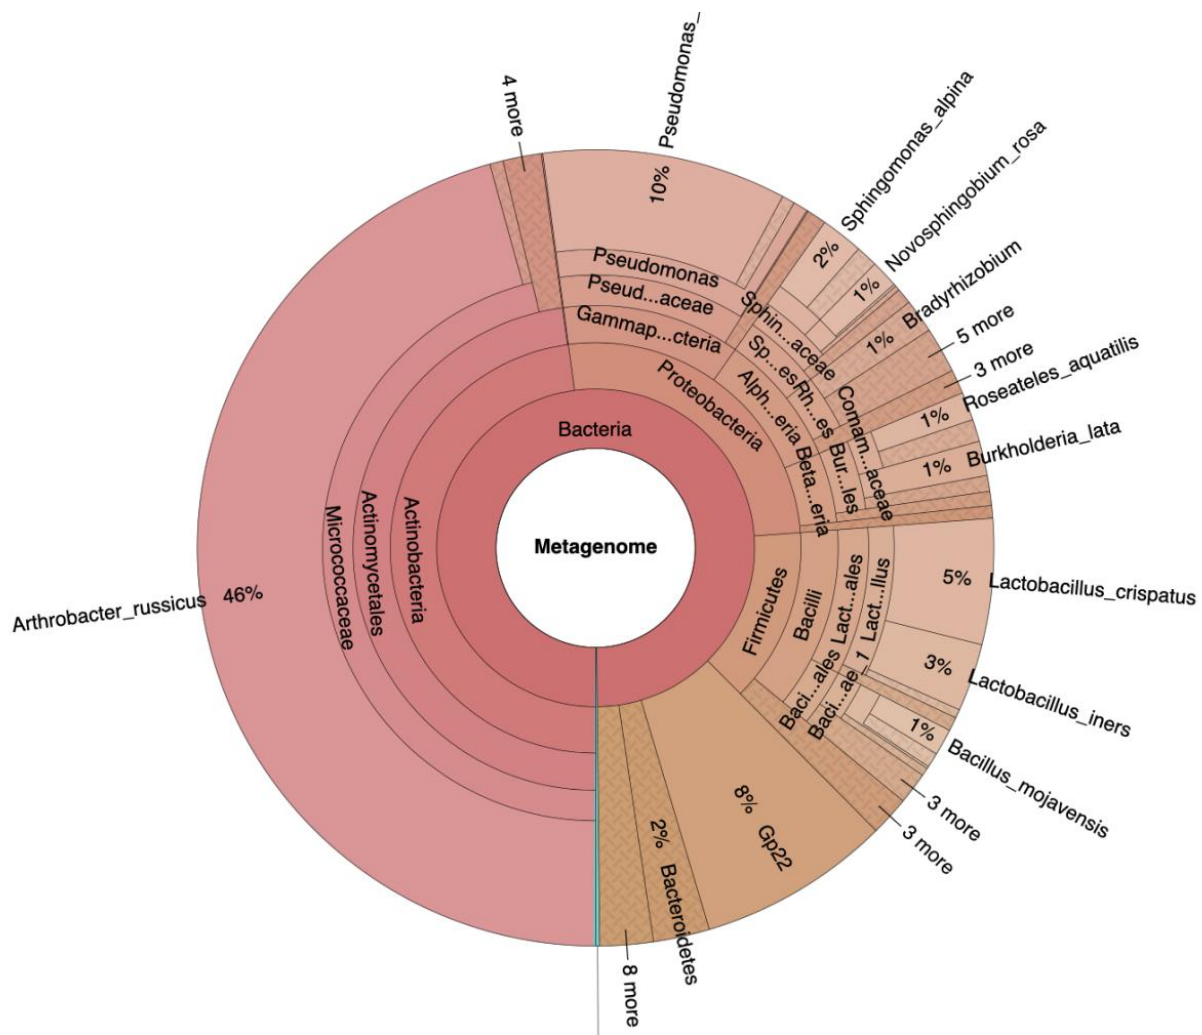 Metagenome
Bacteria
Actinobacteria
Actinomycetales
Micrococcaceae
Arthrobacter_russicus 46%
4 more
Proteobacteria
Gammap...cteria
Pseud...aceae
Pseudomonas
10% Pseudomonas_
Alph...eria
Sp...es
Sphin...aceae
2% Sphingomonas_alpina
1% Novosphingobium_rosa
Rh...es
1% Bradyrhizobium
5 more
3 more
Beta...eria
Bur...les
Comam...aceae
1% Roseateles_aquatilis
1% Burkholderia_lata
Firmicutes
Bacilli
Lact...ales
Lact...llus
5% Lactobacillus_crispatus
3% Lactobacillus_iners
Baci...ales
Baci...ae_1
1% Bacillus_mojavensis
3 more
3 more
8% Gp22
2% Bacteroidetes
8 more